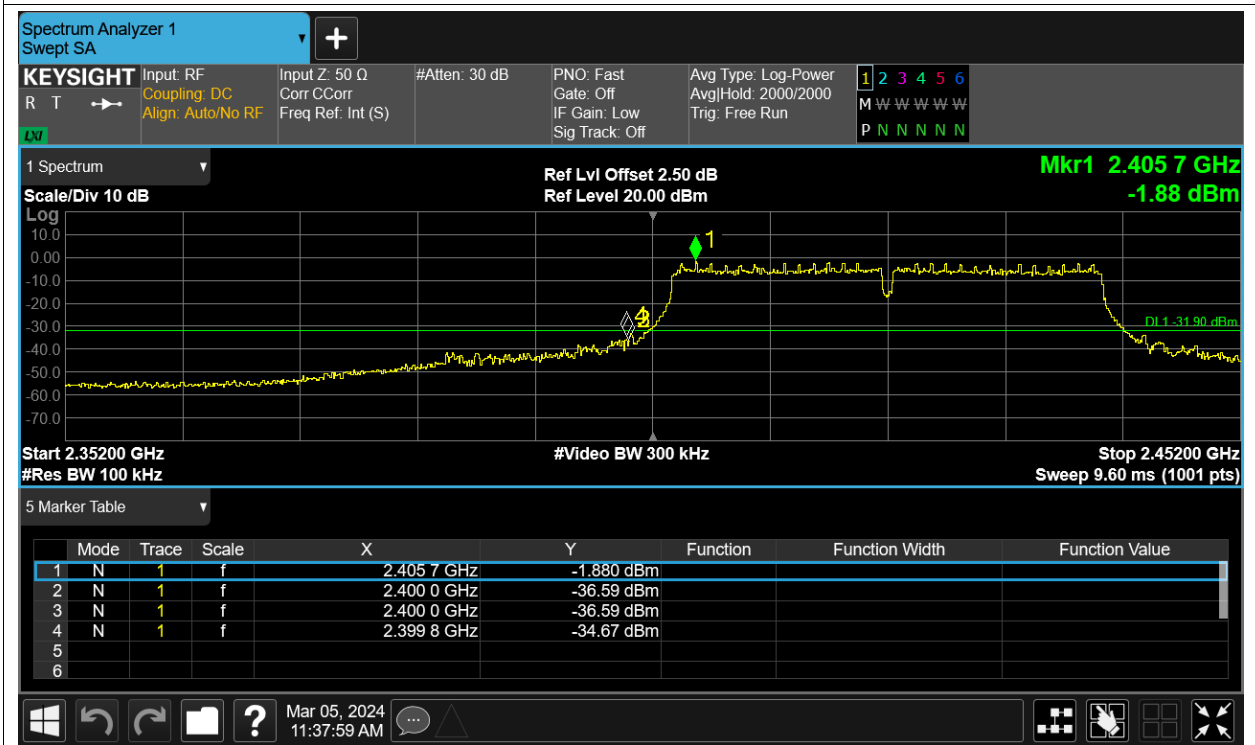 Spectrum Analyzer 1
Swept SA
+
KEYSIGHT
R T
LXI
Input: RF
Coupling: DC
Align: Auto/No RF
Input Z: 50 Ω
Corr CCorr
Freq Ref: Int (S)
#Atten: 30 dB
PNO: Fast
Gate: Off
IF Gain: Low
Sig Track: Off
Avg Type: Log-Power
Avg|Hold: 2000/2000
Trig: Free Run
1 2 3 4 5 6
M W W W W W
P N N N N N
1 Spectrum
Scale/Div 10 dB
Ref Lvl Offset 2.50 dB
Ref Level 20.00 dBm
Mkr1 2.405 7 GHz
-1.88 dBm
Log
10.0
0.00
-10.0
-20.0
-30.0
-40.0
-50.0
-60.0
-70.0
1
DL1 -31.90 dBm
Start 2.35200 GHz
#Video BW 300 kHz
Stop 2.45200 GHz
#Res BW 100 kHz
Sweep 9.60 ms (1001 pts)
5 Marker Table
Mode Trace Scale X Y Function Function Width Function Value
1 N 1 f 2.405 7 GHz -1.880 dBm
2 N 1 f 2.400 0 GHz -36.59 dBm
3 N 1 f 2.400 0 GHz -36.59 dBm
4 N 1 f 2.399 8 GHz -34.67 dBm
5
6
?
Mar 05, 2024
11:37:59 AM